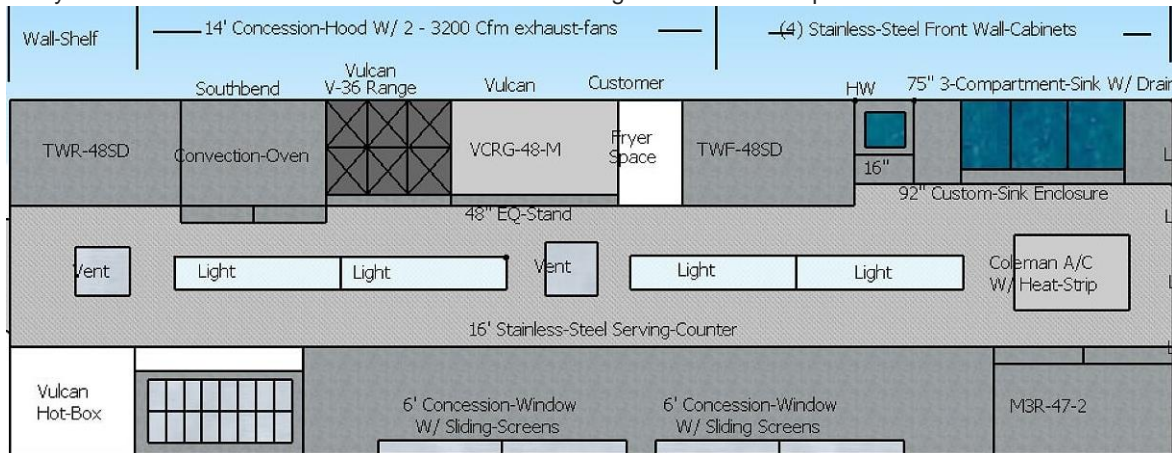 Wall-Shelf
14' Concession-Hood W/ 2 - 3200 Cfm exhaust-fans
(4) Stainless-Steel Front Wall-Cabinets
Southbend
Vulcan
V-36 Range
Vulcan
Customer
HW
75" 3-Compartment-Sink W/ Drain
TWR-48SD
Convection-Oven
VCRG-48-M
Fryer
Space
TWF-48SD
16"
92" Custom-Sink Enclosure
48" EQ-Stand
Vent
Light
Light
Vent
Light
Light
Coleman A/C
W/ Heat-Strip
16' Stainless-Steel Serving-Counter
Vulcan
Hot-Box
6' Concession-Window
W/ Sliding-Screens
6' Concession-Window
W/ Sliding Screens
M3R-47-2